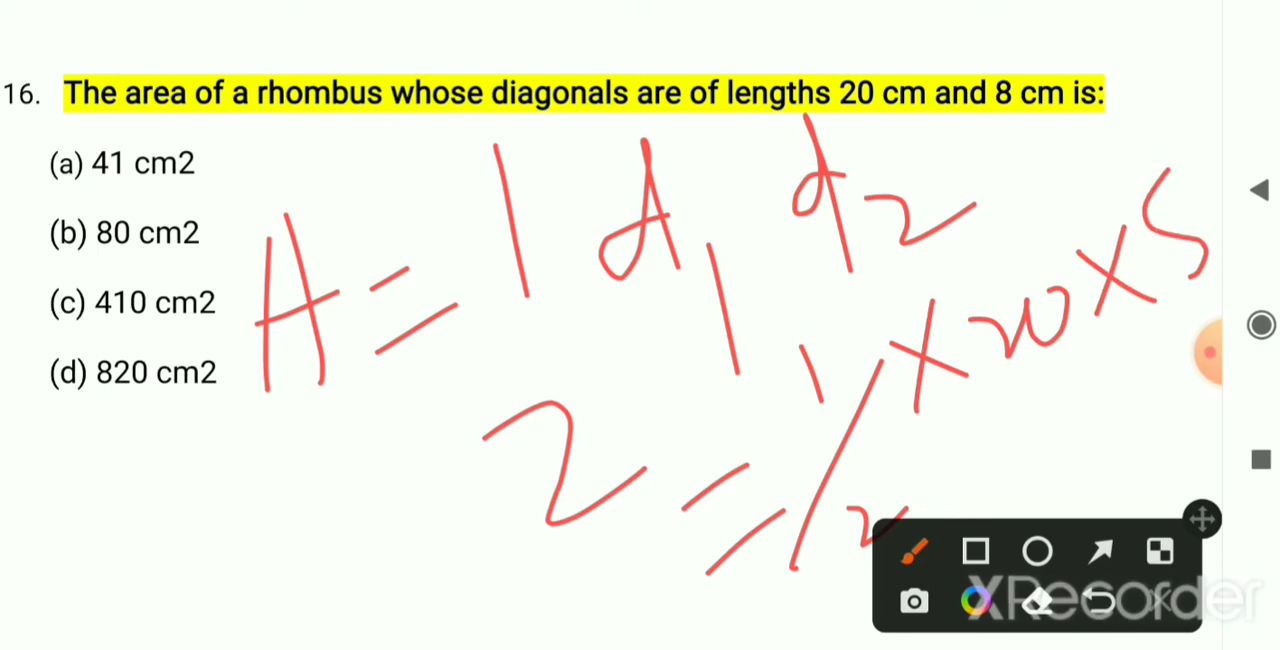 16. The area of a rhombus whose diagonals are of lengths 20 cm and 8 cm is:
(a) 41 cm2
(b) 80 cm2
(c) 410 cm2
(d) 820 cm2
A = 1 d1 d2
2
= 1/2 × 20 × 5
XRecorder